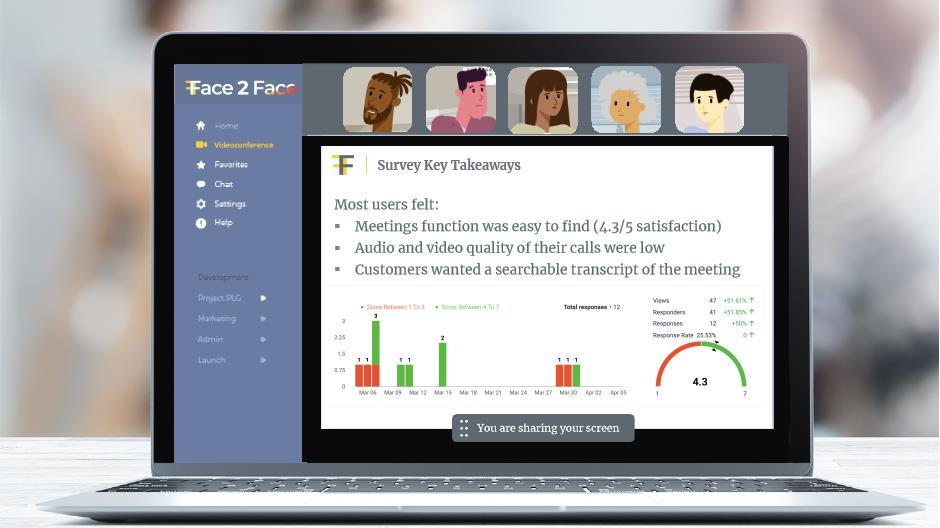 Face 2 Face
Home
Videoconference
Favorites
Chat
Settings
Help
Development
Project PLG
Marketing
Admin
Launch
Survey Key Takeaways
Most users felt:
▪ Meetings function was easy to find (4.3/5 satisfaction)
▪ Audio and video quality of their calls were low
▪ Customers wanted a searchable transcript of the meeting
• Score Between 1 To 3 • Score Between 4 To 7 Total responses • 12
3
2.25
1.5
0.75
0
1 1 3 1 1 2 1 1 1
Mar 06 Mar 09 Mar 12 Mar 15 Mar 18 Mar 21 Mar 24 Mar 27 Mar 30 Apr 02 Apr 05
Views 47 +51.61% ↑
Responders 41 +51.85% ↑
Responses 12 +50% ↑
Response Rate 25.53% 0 ↑
4.3
1 7
You are sharing your screen